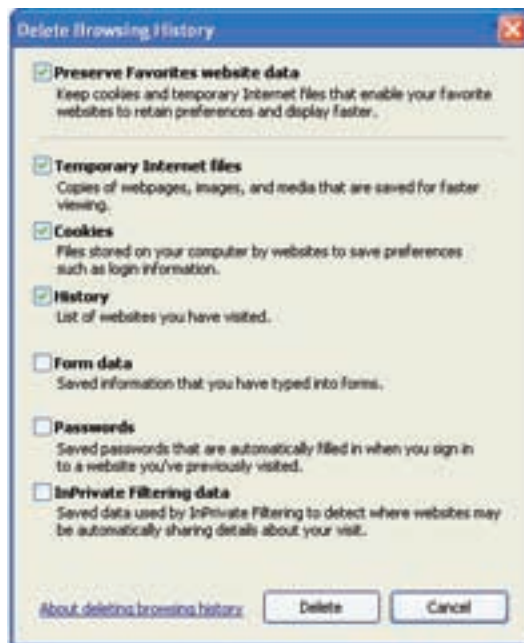 Delete Browsing History
Preserve Favorites website data
Keep cookies and temporary Internet files that enable your favorite
websites to retain preferences and display faster.
Temporary Internet files
Copies of webpages, images, and media that are saved for faster
viewing.
Cookies
Files stored on your computer by websites to save preferences
such as login information.
History
List of websites you have visited.
Form data
Saved information that you have typed into forms.
Passwords
Saved passwords that are automatically filled in when you sign in
to a website you've previously visited.
InPrivate Filtering data
Saved data used by InPrivate Filtering to detect where websites may
be automatically sharing details about your visit.
About deleting browsing history Delete Cancel